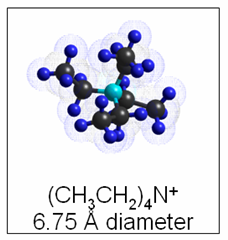 (CH₃CH₂)₄N⁺
6.75 Å diameter